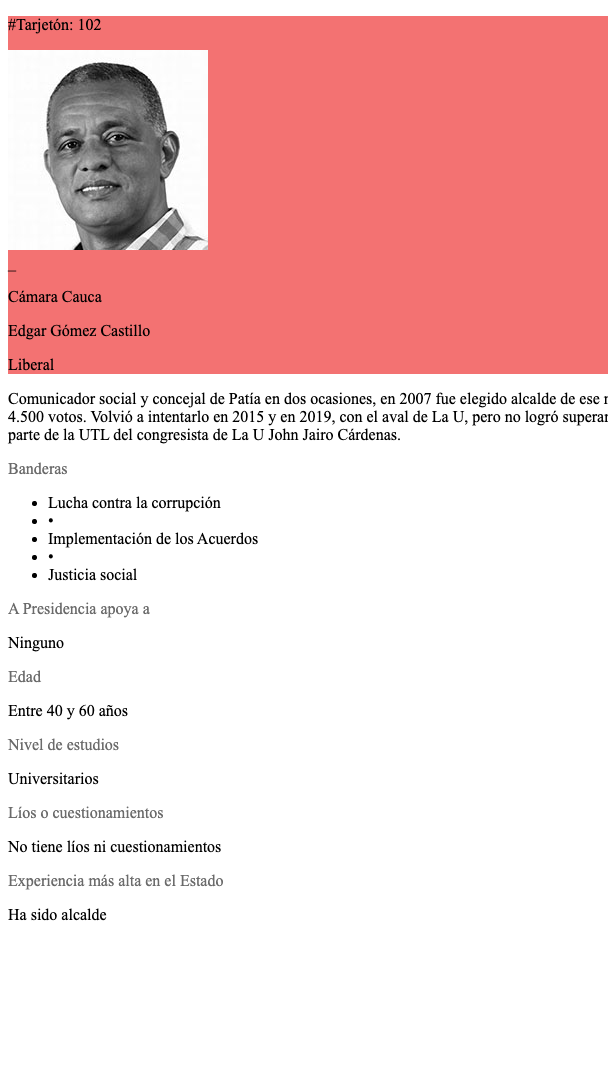 #Tarjetón: 102
_
Cámara Cauca
Edgar Gómez Castillo
Liberal
Comunicador social y concejal de Patía en dos ocasiones, en 2007 fue elegido alcalde de ese
4.500 votos. Volvió a intentarlo en 2015 y en 2019, con el aval de La U, pero no logró
parte de la UTL del congresista de La U John Jairo Cárdenas.
Banderas
• Lucha contra la corrupción
• •
• Implementación de los Acuerdos
• •
• Justicia social
A Presidencia apoya a
Ninguno
Edad
Entre 40 y 60 años
Nivel de estudios
Universitarios
Líos o cuestionamientos
No tiene líos ni cuestionamientos
Experiencia más alta en el Estado
Ha sido alcalde